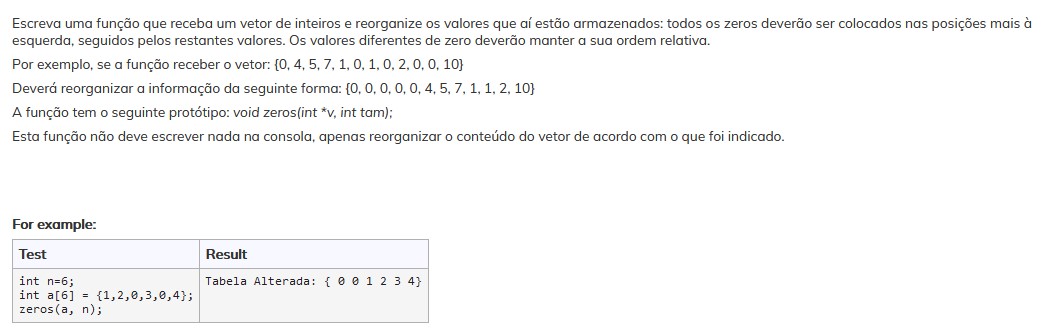 Escreva uma função que receba um vetor de inteiros e reorganize os valores que aí estão armazenados: todos os zeros deverão ser colocados nas posições mais à
esquerda, seguidos pelos restantes valores. Os valores diferentes de zero deverão manter a sua ordem relativa.
Por exemplo, se a função receber o vetor: {0, 4, 5, 7, 1, 0, 1, 0, 2, 0, 0, 10}
Deverá reorganizar a informação da seguinte forma: {0, 0, 0, 0, 0, 4, 5, 7, 1, 1, 2, 10}
A função tem o seguinte protótipo: void zeros(int *v, int tam);
Esta função não deve escrever nada na consola, apenas reorganizar o conteúdo do vetor de acordo com o que foi indicado.
For example:
Test Result
int n=6; Tabela Alterada: { 0 0 1 2 3 4}
int a[6] = {1,2,0,3,0,4};
zeros(a, n);